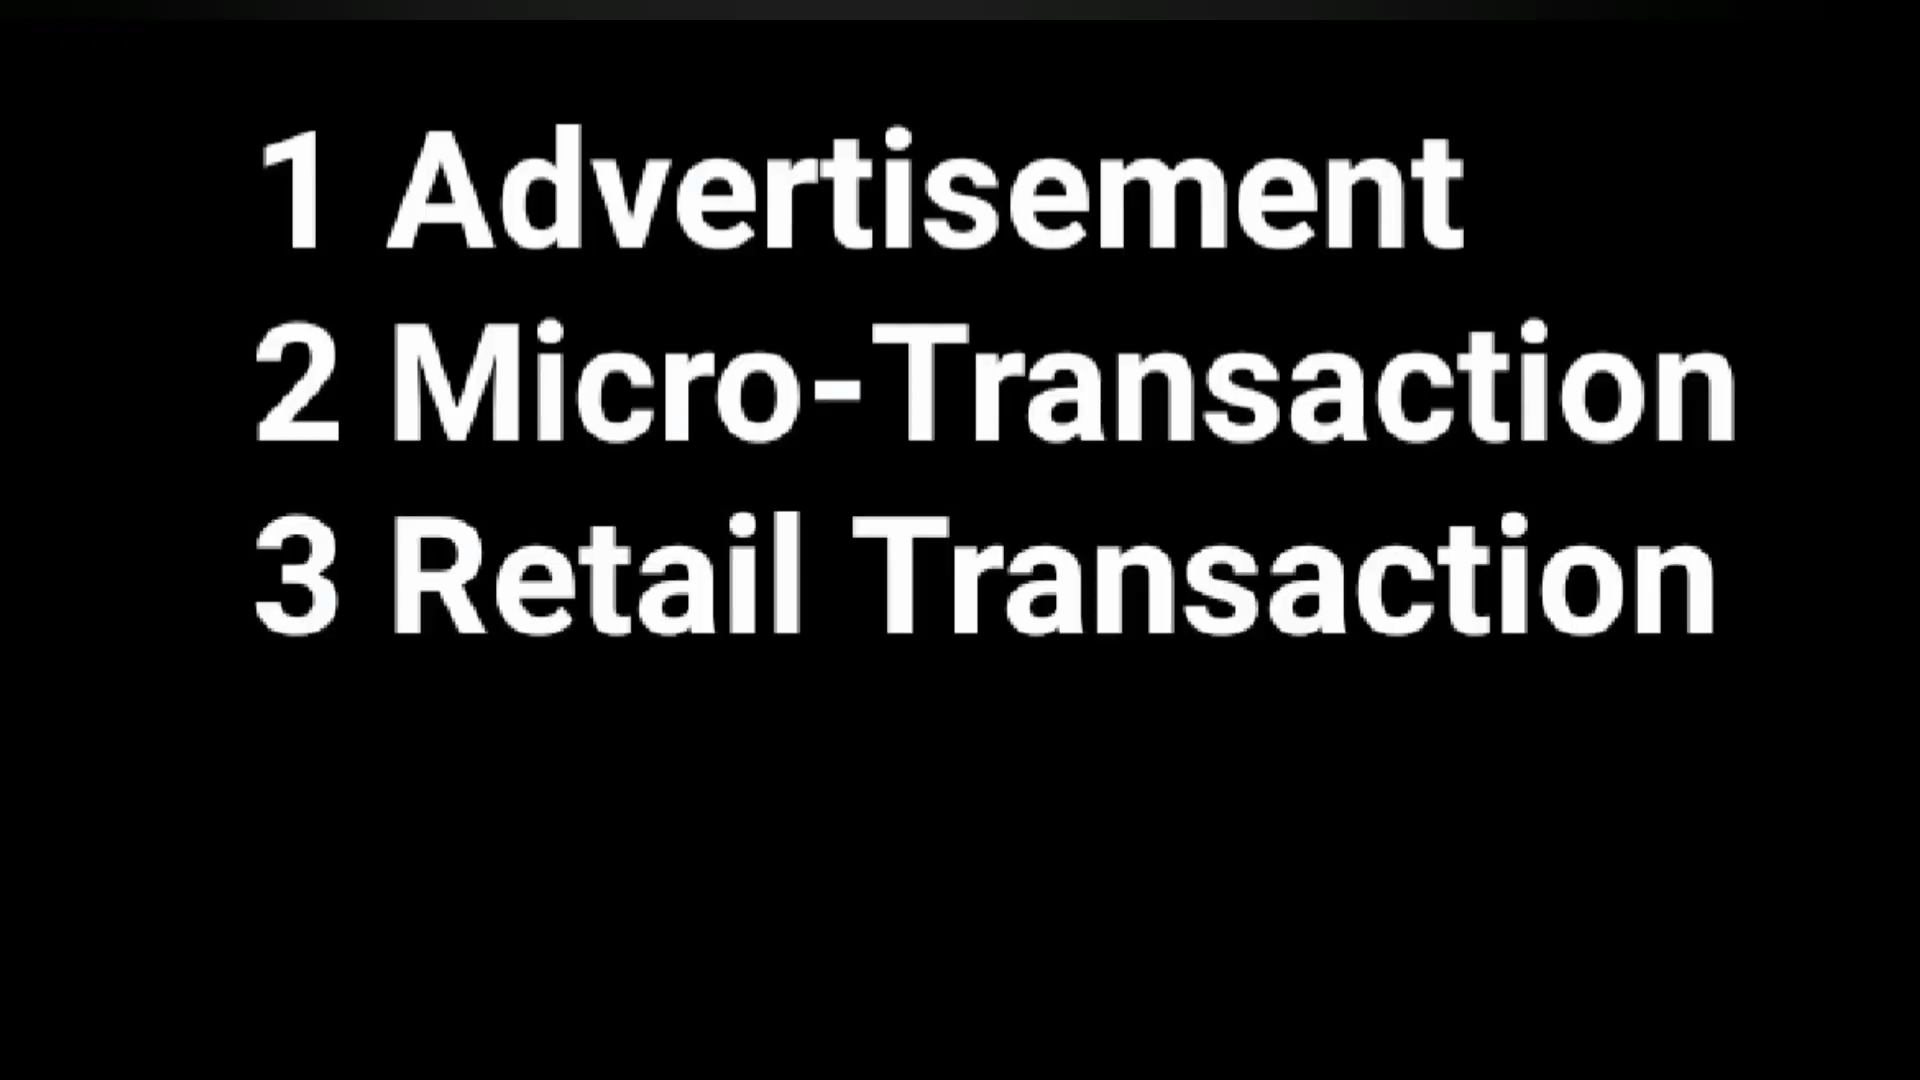 1 Advertisement
2 Micro-Transaction
3 Retail Transaction